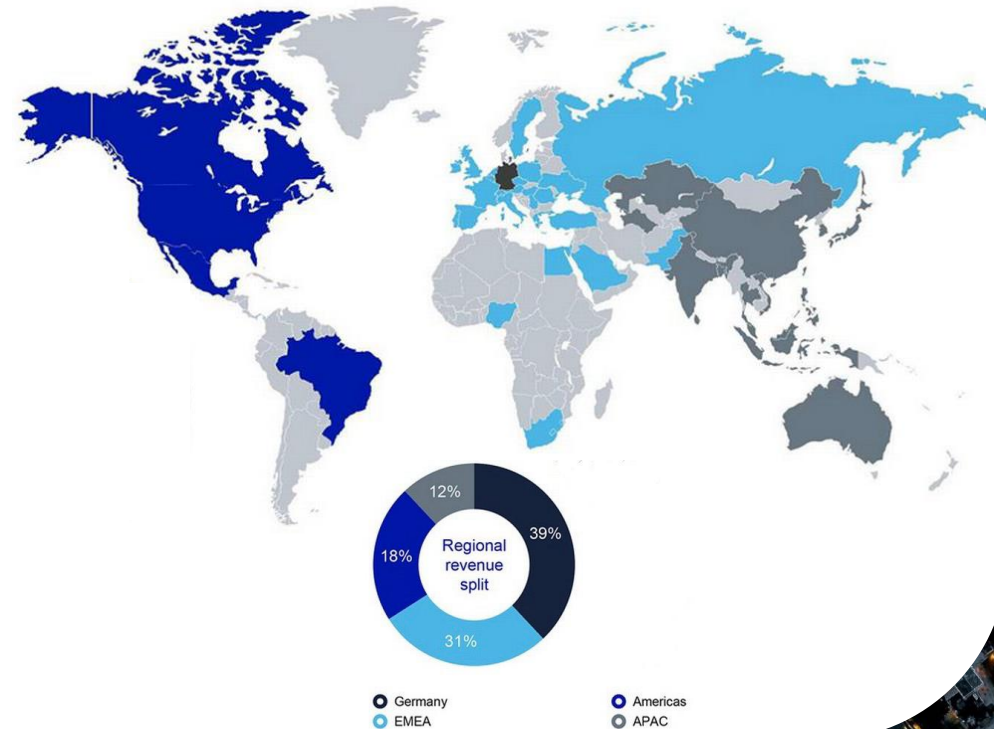 12%
39%
18%
Regional
revenue
split
31%
Germany
Americas
EMEA
APAC